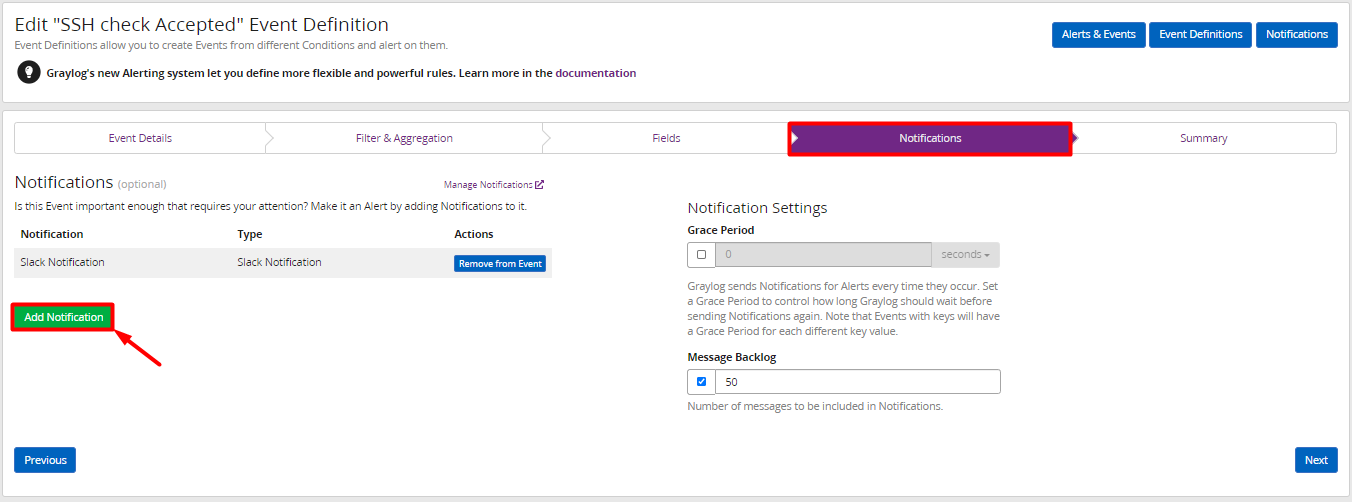 Edit "SSH check Accepted" Event Definition
Event Definitions allow you to create Events from different Conditions and alert on them.
Alerts & Events
Event Definitions
Notifications
Graylog's new Alerting system let you define more flexible and powerful rules. Learn more in the documentation
Event Details
Filter & Aggregation
Fields
Notifications
Summary
Notifications (optional)
Manage Notifications
Is this Event important enough that requires your attention? Make it an Alert by adding Notifications to it.
Notification Type Actions
Slack Notification Slack Notification Remove from Event
Add Notification
Notification Settings
Grace Period
0 seconds
Graylog sends Notifications for Alerts every time they occur. Set
a Grace Period to control how long Graylog should wait before
sending Notifications again. Note that Events with keys will have
a Grace Period for each different key value.
Message Backlog
50
Number of messages to be included in Notifications.
Previous
Next